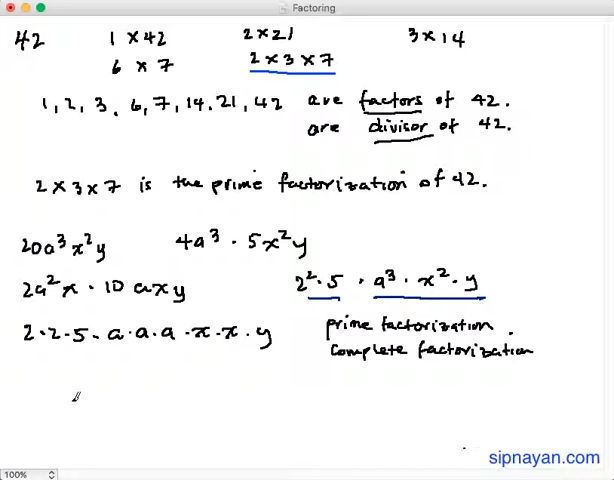 Factoring
42 1 × 42 2 × 21 3 × 14
6 × 7 2 × 3 × 7
1, 2, 3, 6, 7, 14, 21, 42 are factors of 42.
are divisor of 42.
2 × 3 × 7 is the prime factorization of 42.
20a³x²y 4a³ · 5x²y
2a²x · 10 axy 2² · 5 · a³ · x² · y
2 · 2 · 5 · a · a · a · x · x · y prime factorization.
complete factorization
sipnayan.com
100%